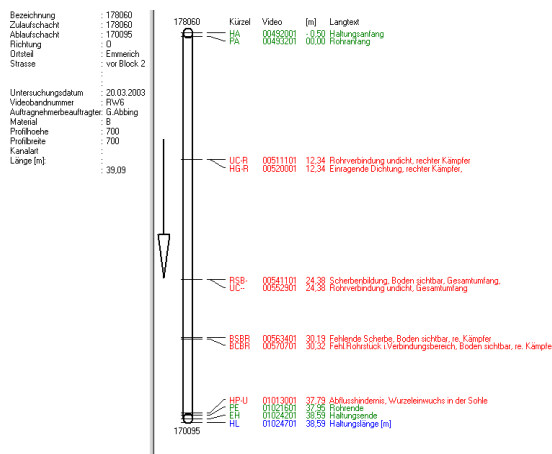 Bezeichnung : 178060
Zulaufschacht : 178060
Ablaufschacht : 170095
Richtung : O
Ortsteil : Emmerich
Strasse : vor Block 2
:
:
Untersuchungsdatum : 20.03.2003
Videobandnummer : RW6
Auftragnehmerbeauftragter: G.Abbing
Material : B
Profilhoehe : 700
Profilbreite : 700
Kanalart :
Länge [m]: :
: 39,09
178060
Kürzel Video [m] Langtext
HA 00492001 - 0,50 Haltungsanfang
PA 00493201 00,00 Rohranfang
UC-R 00511101 12,34 Rohrverbindung undicht, rechter Kämpfer
HG-R 00520001 12,34 Einragende Dichtung, rechter Kämpfer,
RSB- 00541101 24,38 Scherbenbildung, Boden sichtbar, Gesamtumfang,
UC-- 00552901 24,38 Rohrverbindung undicht, Gesamtumfang
BSBR 00563401 30,19 Fehlende Scherbe, Boden sichtbar, re. Kämpfer
BCBR 00570701 30,32 Fehl.Rohrstück i.Verbindungsbereich, Boden sichtbar, re. Kämpfe
HP-U 01013001 37,79 Abflusshindernis, Wurzeleinwuchs in der Sohle
PE 01021601 37,95 Rohrende
EH 01024201 38,59 Haltungsende
HL 01024701 38,59 Haltungslänge [m]
170095